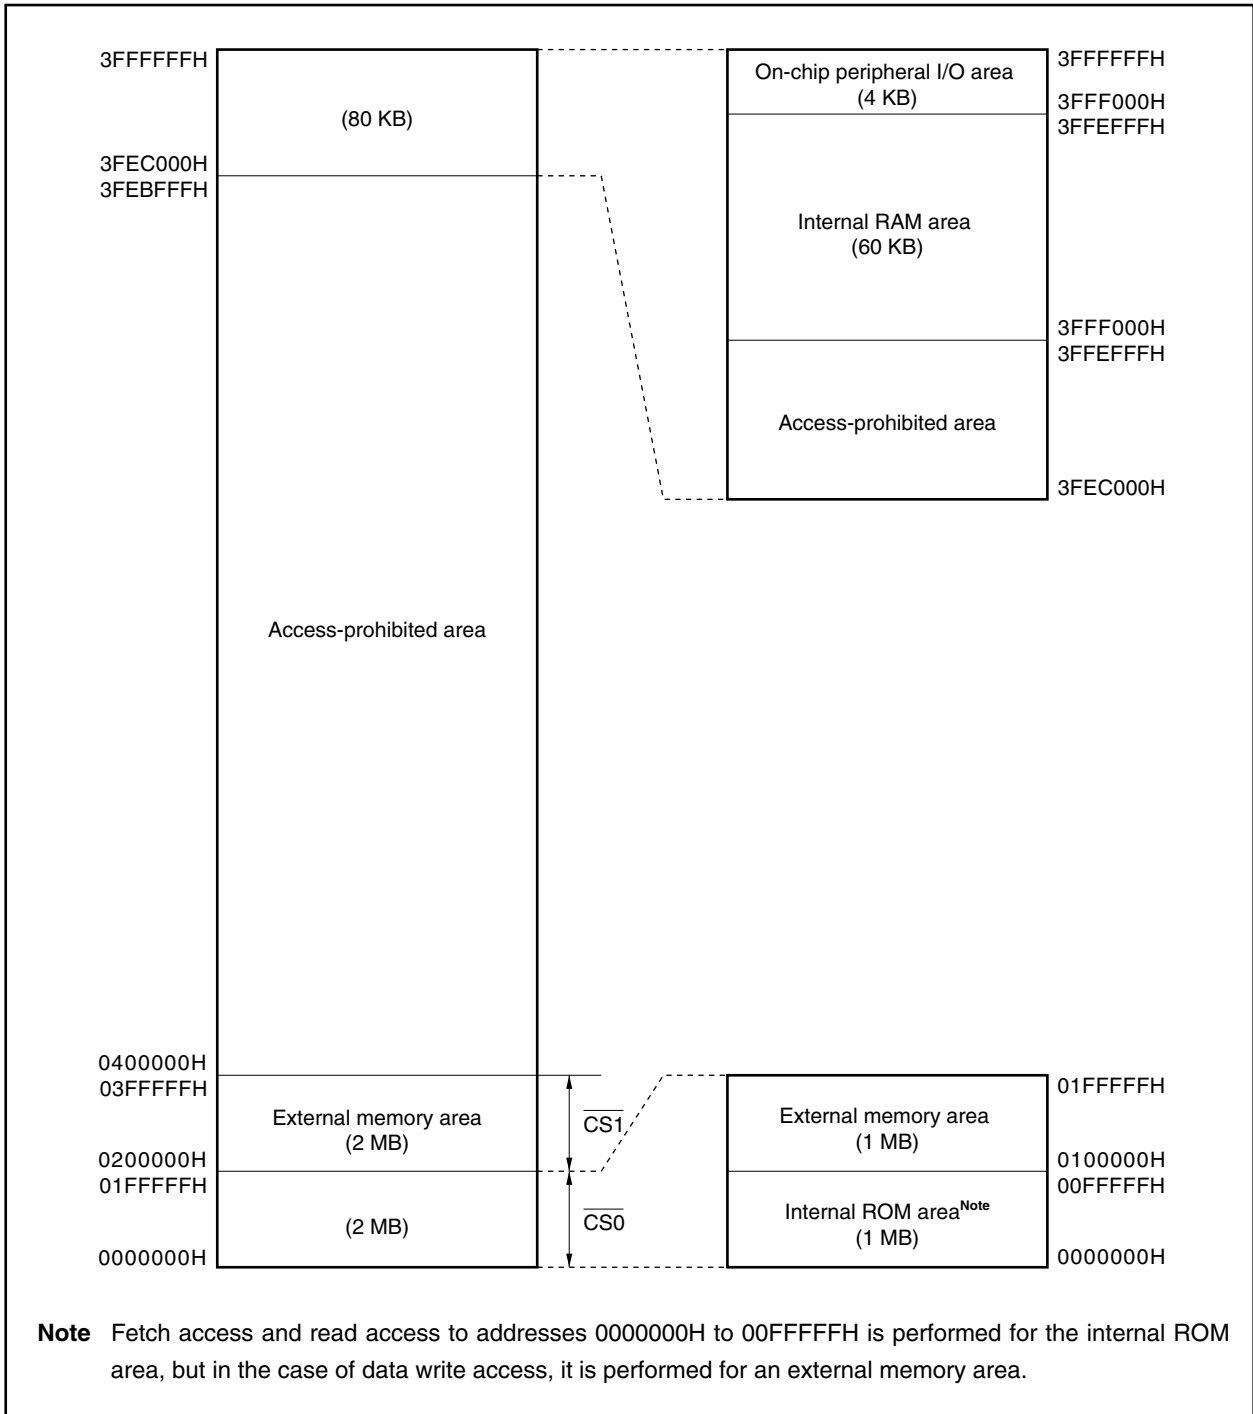 3FFFFFFH
(80 KB)
3FEC000H
3FEBFFFH
Access-prohibited area
0400000H
03FFFFFH
External memory area
(2 MB)
CS1
0200000H
01FFFFFH
(2 MB)
CS0
0000000H
On-chip peripheral I/O area
(4 KB)
3FFFFFFH
3FFF000H
3FFEFFFH
Internal RAM area
(60 KB)
3FFF000H
3FFEFFFH
Access-prohibited area
3FEC000H
01FFFFFH
External memory area
(1 MB)
0100000H
00FFFFFH
Internal ROM areaNote
(1 MB)
0000000H
Note Fetch access and read access to addresses 0000000H to 00FFFFFH is performed for the internal ROM
area, but in the case of data write access, it is performed for an external memory area.